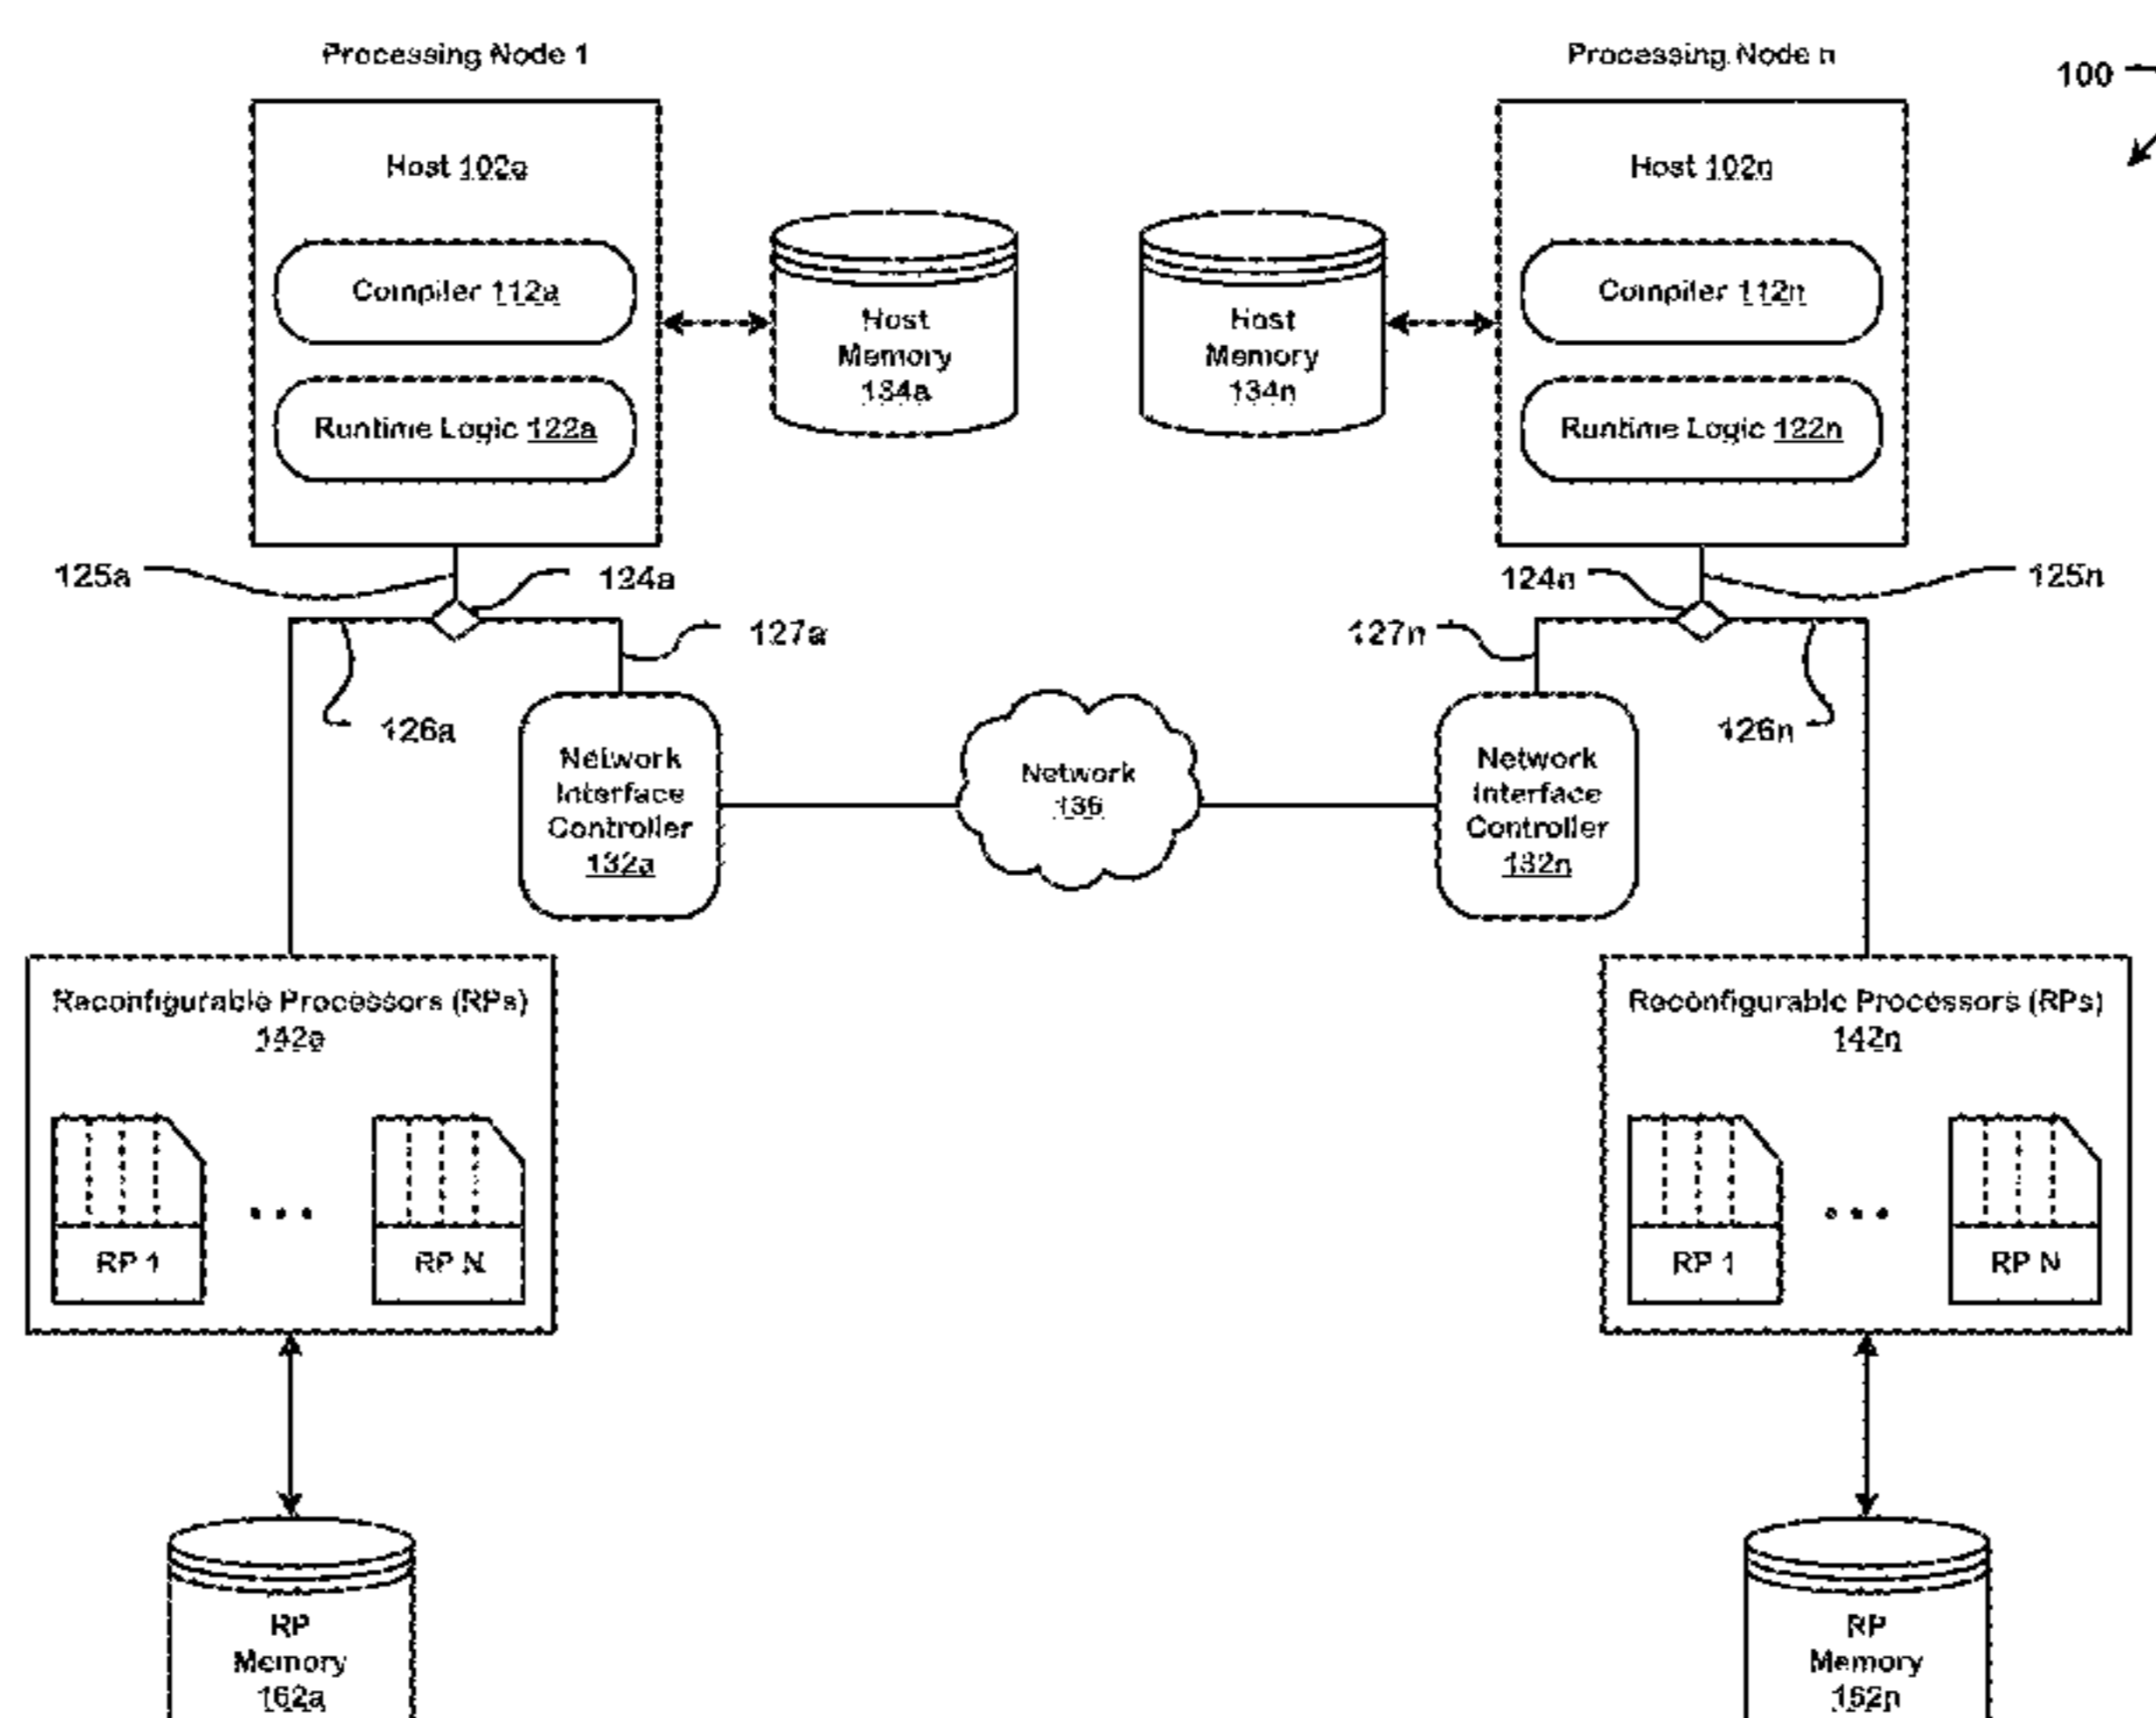 Processing Node 1
Processing Node n
100
Host 102a
Host 102n
Compiler 112a
Compiler 112n
Host
Memory
134a
Host
Memory
134n
Runtime Logic 122a
Runtime Logic 122n
125a
124a
124n
125n
127a
127n
126a
126n
Network
Interface
Controller
132a
Network
136
Network
Interface
Controller
132n
Reconfigurable Processors (RPs)
142a
Reconfigurable Processors (RPs)
142n
RP 1
RP N
RP 1
RP N
RP
Memory
162a
RP
Memory
162n